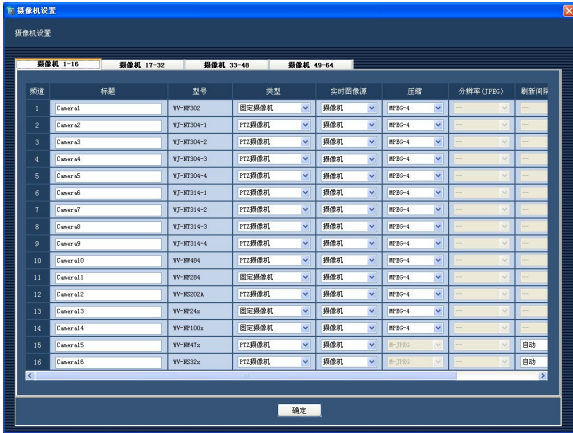 摄像机设置
摄像机设置
摄像机 1-16 摄像机 17-32 摄像机 33-48 摄像机 49-64
频道 标题 型号 类型 实时图像源 压缩 分辨率(JPEG) 刷新间隔
1 Camera1 WV-NP302 固定摄像机 摄像机 MPEG-4 --- ---
2 Camera2 WJ-NT304-1 PTZ摄像机 摄像机 MPEG-4 --- ---
3 Camera3 WJ-NT304-2 PTZ摄像机 摄像机 MPEG-4 --- ---
4 Camera4 WJ-NT304-3 PTZ摄像机 摄像机 MPEG-4 --- ---
5 Camera5 WJ-NT304-4 PTZ摄像机 摄像机 MPEG-4 --- ---
6 Camera6 WJ-NT314-1 PTZ摄像机 摄像机 MPEG-4 --- ---
7 Camera7 WJ-NT314-2 PTZ摄像机 摄像机 MPEG-4 --- ---
8 Camera8 WJ-NT314-3 PTZ摄像机 摄像机 MPEG-4 --- ---
9 Camera9 WJ-NT314-4 PTZ摄像机 摄像机 MPEG-4 --- ---
10 Camera10 WV-NW484 PTZ摄像机 摄像机 MPEG-4 --- ---
11 Camera11 WV-NF284 固定摄像机 摄像机 MPEG-4 --- ---
12 Camera12 WV-NS202A PTZ摄像机 摄像机 MPEG-4 --- ---
13 Camera13 WV-NP24x 固定摄像机 摄像机 MPEG-4 --- ---
14 Camera14 WV-NP100x 固定摄像机 摄像机 MPEG-4 --- ---
15 Camera15 WV-NW47x PTZ摄像机 摄像机 M-JPEG --- 自动
16 Camera16 WV-NS32x PTZ摄像机 摄像机 M-JPEG --- 自动
确定